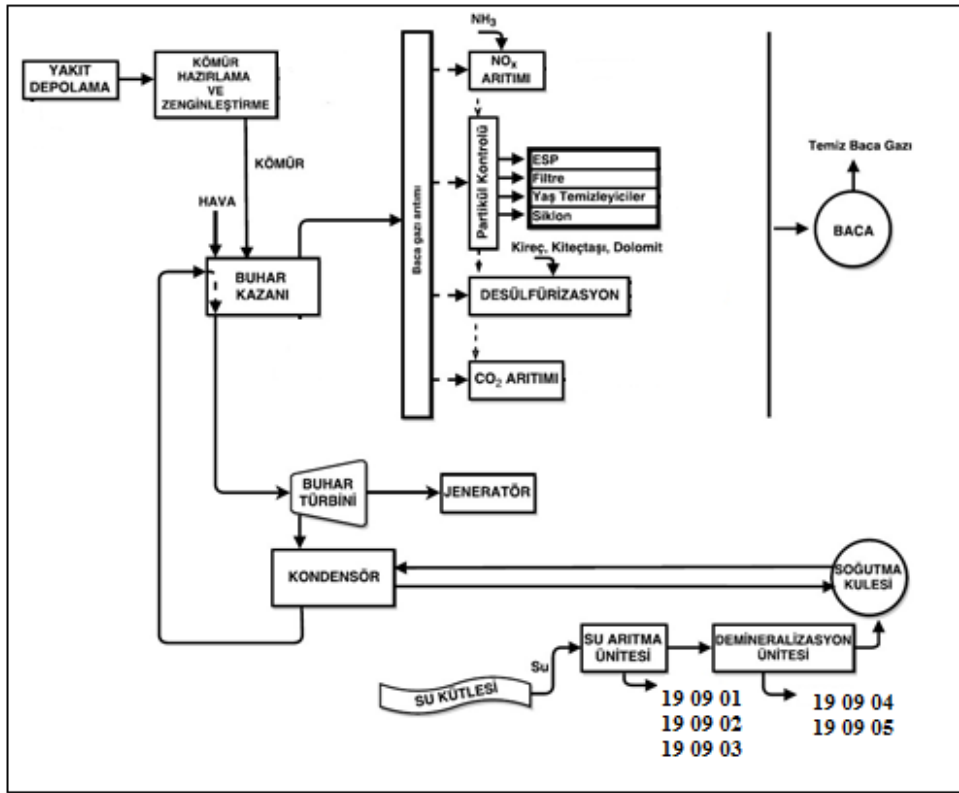 YAKIT
DEPOLAMA
KÖMÜR
HAZIRLAMA
VE
ZENGİNLEŞTİRME
KÖMÜR
HAVA
BUHAR
KAZANI
Baca gazı arıtımı
NH3
NOx
ARITIMI
Partikül Kontrolü
ESP
Filtre
Yaş Temizleyiciler
Siklon
Kireç, Kiteçtaşı, Dolomit
DESÜLFÜRİZASYON
CO2 ARITIMI
Temiz Baca Gazı
BACA
BUHAR
TÜRBİNİ
JENERATÖR
KONDENSÖR
SOĞUTMA
KULESİ
SU KÜTLESİ
Su
SU ARITMA
ÜNİTESİ
DEMİNERALİZASYON
ÜNİTESİ
19 09 01
19 09 02
19 09 03
19 09 04
19 09 05